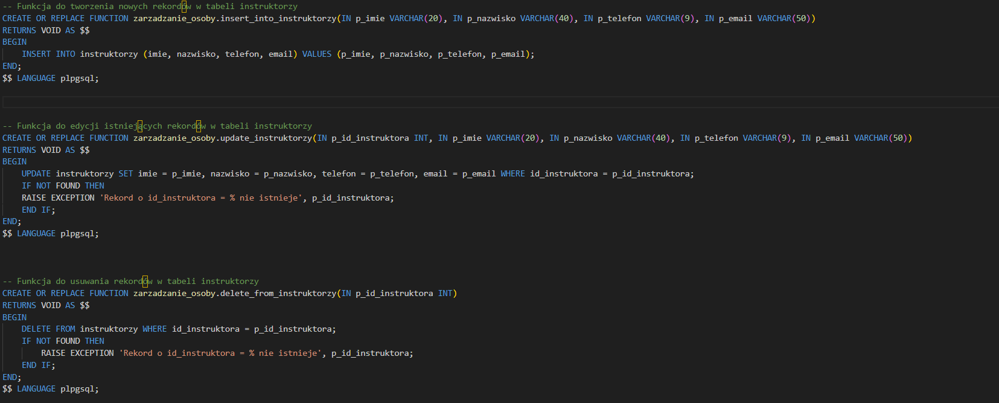 -- Funkcja do tworzenia nowych rekordów w tabeli instruktorzy
CREATE OR REPLACE FUNCTION zarzadzanie_osoby.insert_into_instruktorzy(IN p_imie VARCHAR(20), IN p_nazwisko VARCHAR(40), IN p_telefon VARCHAR(9), IN p_email VARCHAR(50))
RETURNS VOID AS $$
BEGIN
    INSERT INTO instruktorzy (imie, nazwisko, telefon, email) VALUES (p_imie, p_nazwisko, p_telefon, p_email);
END;
$$ LANGUAGE plpgsql;
-- Funkcja do edycji istniejących rekordów w tabeli instruktorzy
CREATE OR REPLACE FUNCTION zarzadzanie_osoby.update_instruktorzy(IN p_id_instruktora INT, IN p_imie VARCHAR(20), IN p_nazwisko VARCHAR(40), IN p_telefon VARCHAR(9), IN p_email VARCHAR(50))
RETURNS VOID AS $$
BEGIN
    UPDATE instruktorzy SET imie = p_imie, nazwisko = p_nazwisko, telefon = p_telefon, email = p_email WHERE id_instruktora = p_id_instruktora;
    IF NOT FOUND THEN
    RAISE EXCEPTION 'Rekord o id_instruktora = % nie istnieje', p_id_instruktora;
    END IF;
END;
$$ LANGUAGE plpgsql;
-- Funkcja do usuwania rekordów w tabeli instruktorzy
CREATE OR REPLACE FUNCTION zarzadzanie_osoby.delete_from_instruktorzy(IN p_id_instruktora INT)
RETURNS VOID AS $$
BEGIN
    DELETE FROM instruktorzy WHERE id_instruktora = p_id_instruktora;
    IF NOT FOUND THEN
        RAISE EXCEPTION 'Rekord o id_instruktora = % nie istnieje', p_id_instruktora;
    END IF;
END;
$$ LANGUAGE plpgsql;